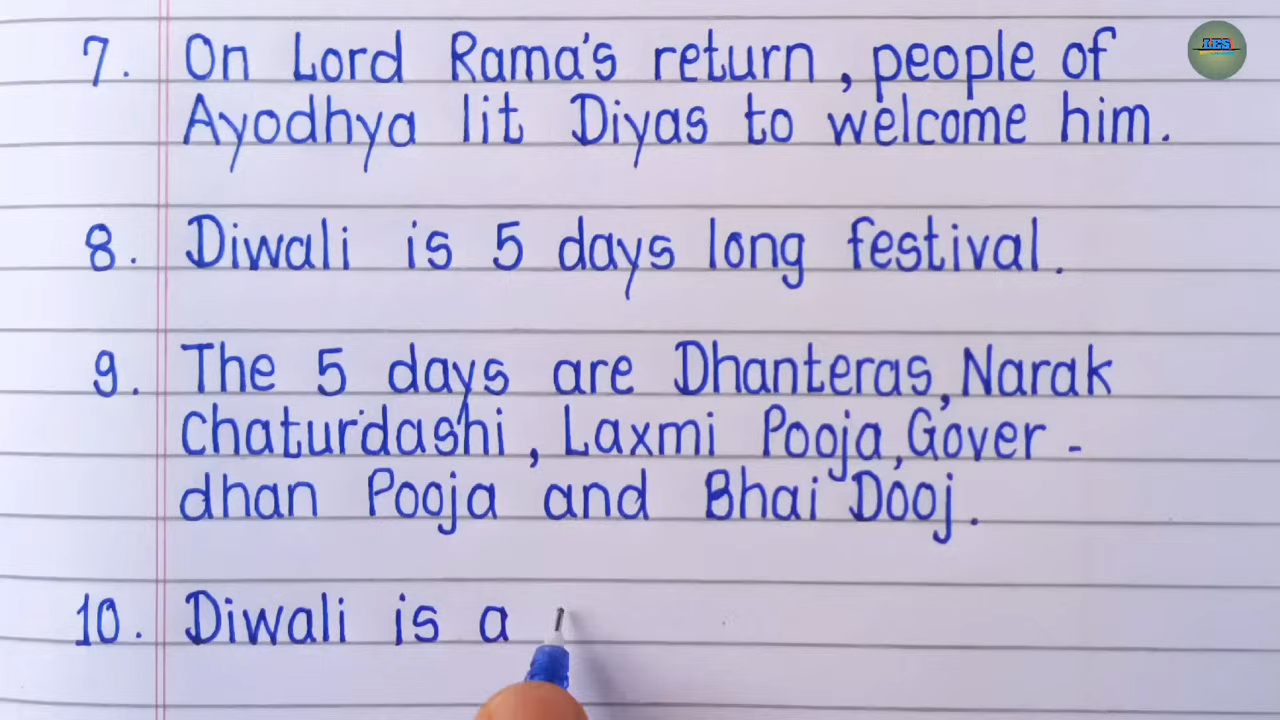 7. On Lord Rama's return, people of
Ayodhya lit Diyas to welcome him.
8. Diwali is 5 days long festival.
9. The 5 days are Dhanteras, Narak
Chaturdashi, Laxmi Pooja, Gover-
dhan Pooja and Bhai Dooj.
10. Diwali is a
LES